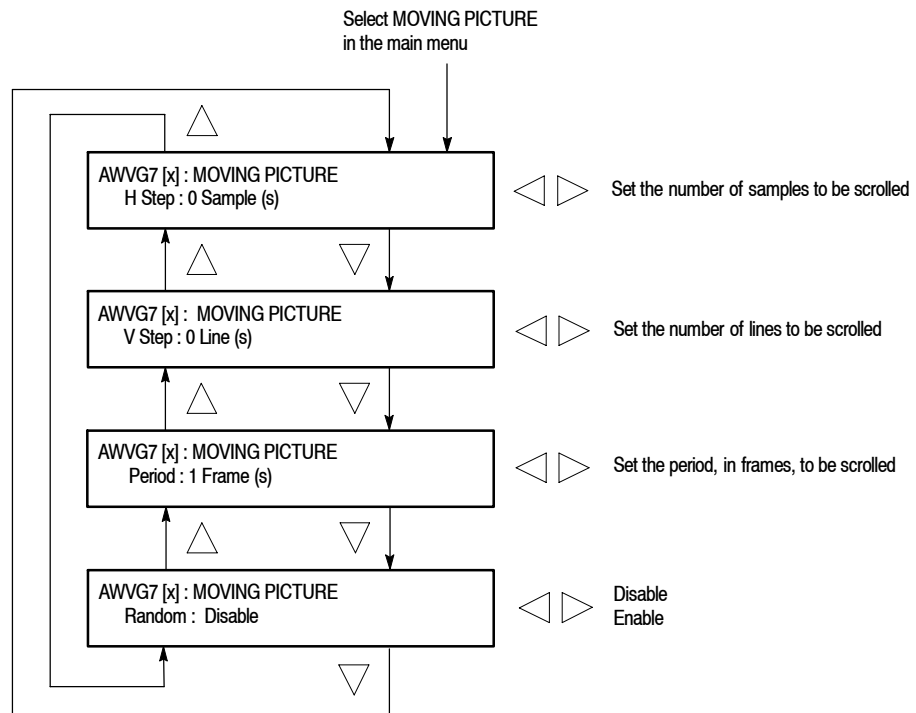 Select MOVING PICTURE
in the main menu
AWVG7 [x] : MOVING PICTURE
H Step : 0 Sample (s)
Set the number of samples to be scrolled
AWVG7 [x] : MOVING PICTURE
V Step : 0 Line (s)
Set the number of lines to be scrolled
AWVG7 [x] : MOVING PICTURE
Period : 1 Frame (s)
Set the period, in frames, to be scrolled
AWVG7 [x] : MOVING PICTURE
Random : Disable
Disable
Enable